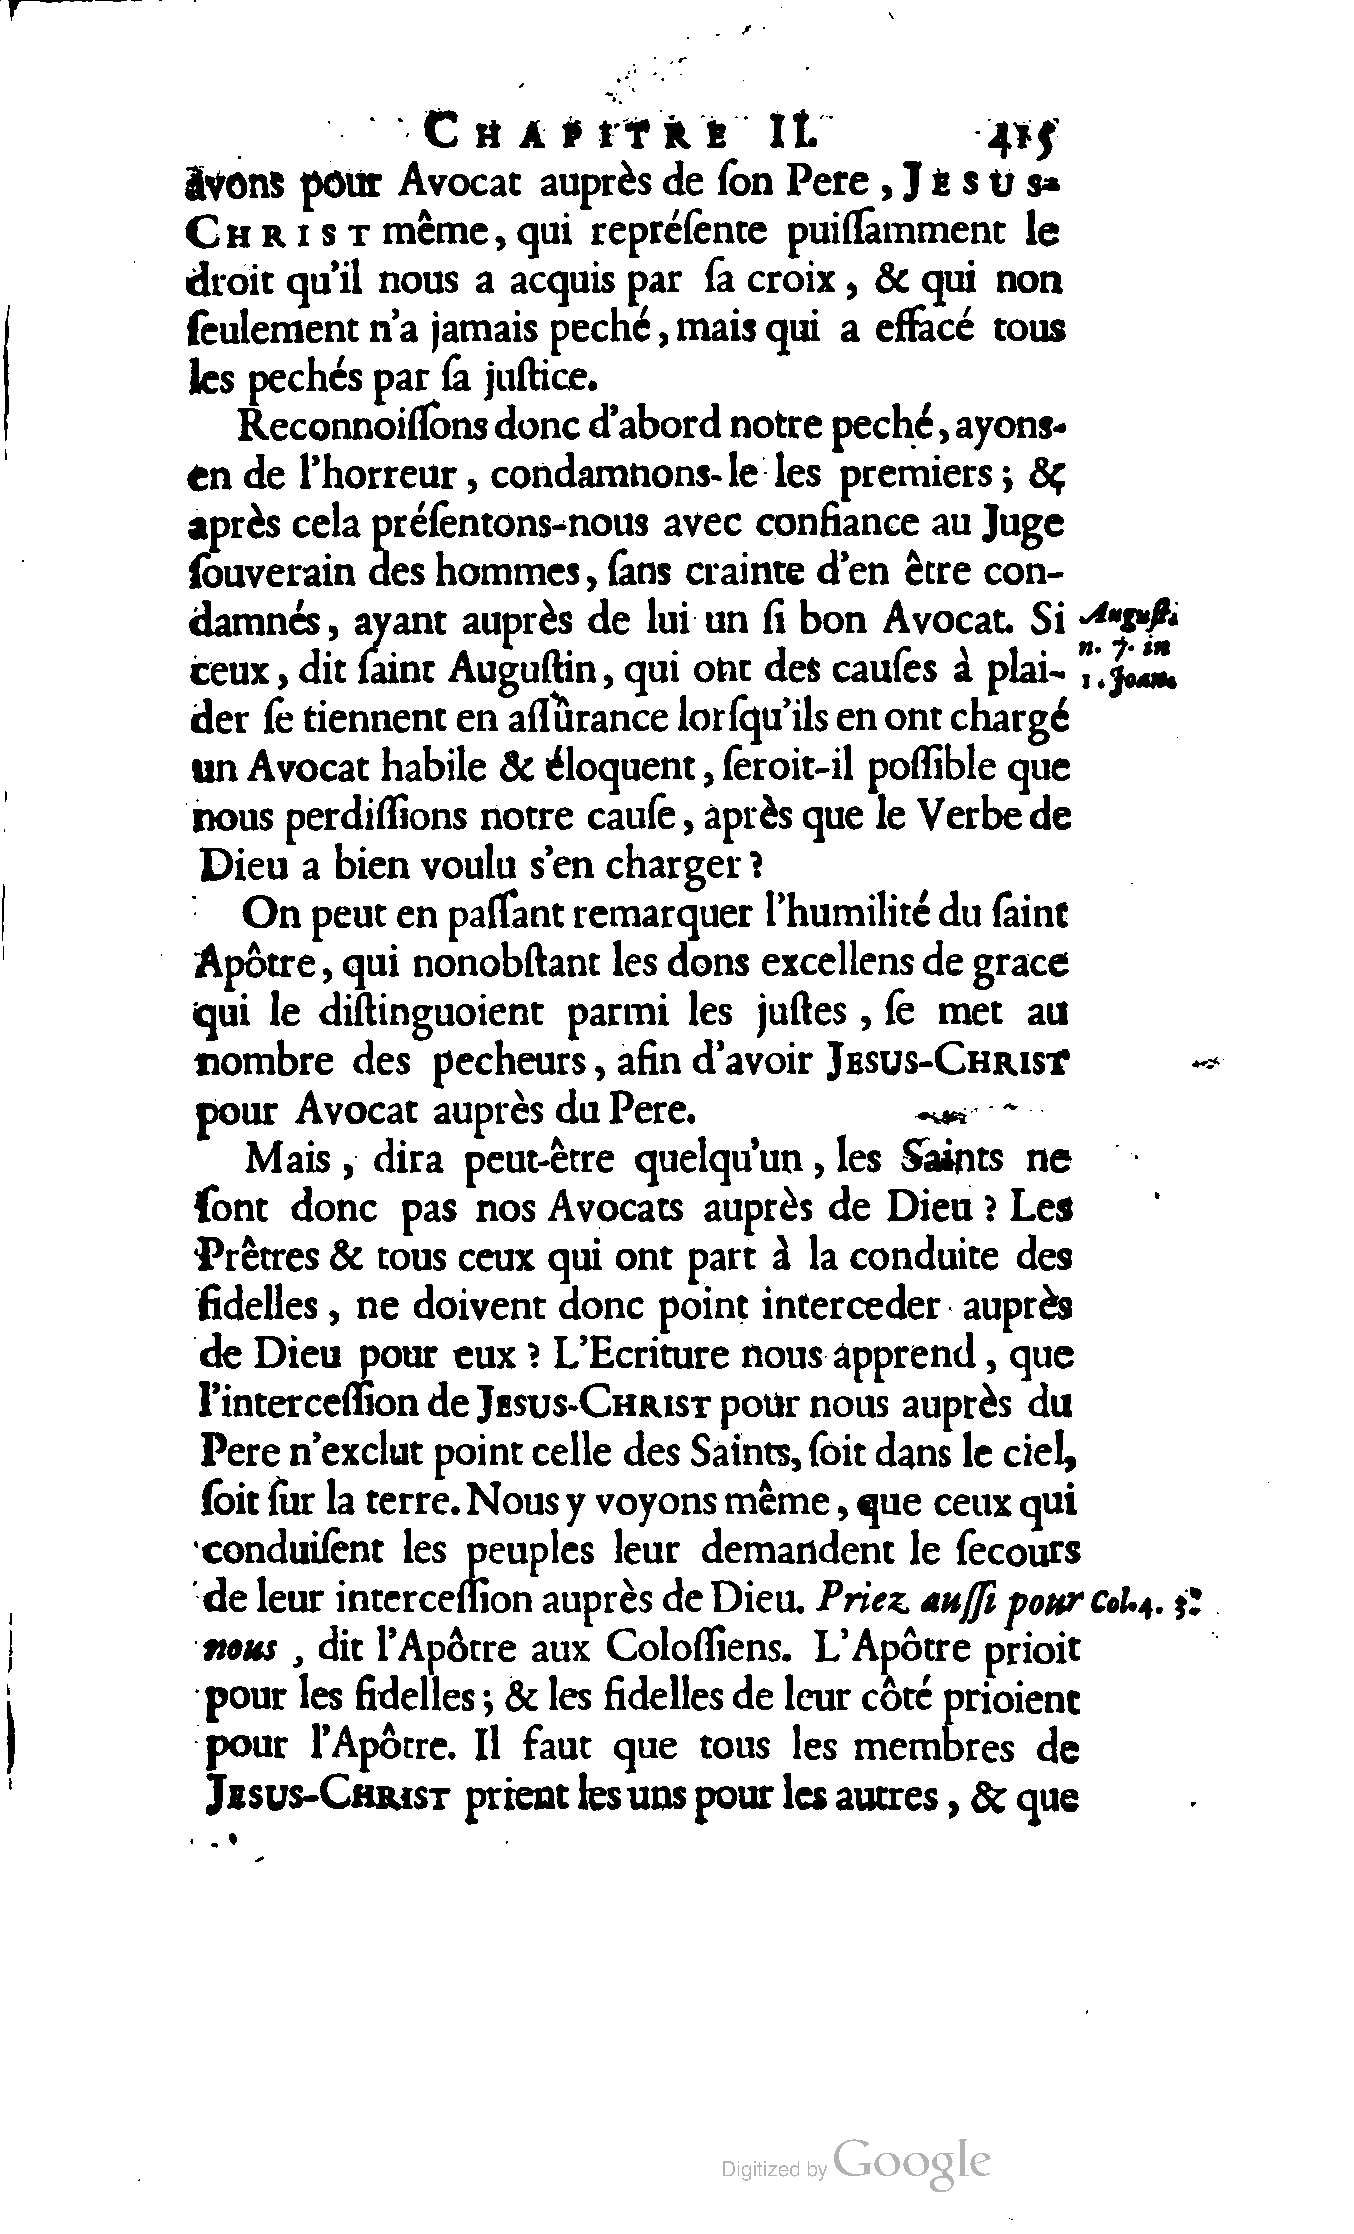 CHAPITRE II. 415
avons pour Avocat auprès de ſon Pere, JESUS-
CHRIST même, qui repréſente puiſſamment le
droit qu'il nous a acquis par ſa croix, & qui non
ſeulement n'a jamais peché, mais qui a effacé tous
les pechés par ſa juſtice.
Reconnoiſſons donc d'abord notre peché, ayons-
en de l'horreur, condamnons-le les premiers; &
après cela préſentons-nous avec confiance au Juge
ſouverain des hommes, ſans crainte d'en être con-
damnés, ayant auprès de lui un ſi bon Avocat. Si
Auguſt.
ceux, dit ſaint Auguſtin, qui ont des cauſes à plai-
n. 7. in
1. Joan.
der ſe tiennent en aſſûrance lorſqu'ils en ont chargé
un Avocat habile & éloquent, ſeroit-il poſſible que
nous perdiſſions notre cauſe, après que le Verbe de
Dieu a bien voulu s'en charger?
On peut en paſſant remarquer l'humilité du ſaint
Apôtre, qui nonobſtant les dons excellens de grace
qui le diſtinguoient parmi les juſtes, ſe met au
nombre des pecheurs, afin d'avoir JESUS-CHRIST
pour Avocat auprès du Pere.
Mais, dira peut-être quelqu'un, les Saints ne
ſont donc pas nos Avocats auprès de Dieu? Les
Prêtres & tous ceux qui ont part à la conduite des
fidelles, ne doivent donc point interceder auprès
de Dieu pour eux? L'Ecriture nous apprend, que
l'interceſſion de JESUS-CHRIST pour nous auprès du
Pere n'exclut point celle des Saints, ſoit dans le ciel,
ſoit ſur la terre. Nous y voyons même, que ceux qui
conduiſent les peuples leur demandent le ſecours
de leur interceſſion auprès de Dieu. Priez auſſi pour
Col. 4. 3.
nous, dit l'Apôtre aux Coloſſiens. L'Apôtre prioit
pour les fidelles; & les fidelles de leur côté prioient
pour l'Apôtre. Il faut que tous les membres de
JESUS-CHRIST prient les uns pour les autres, & que
Digitized by Google